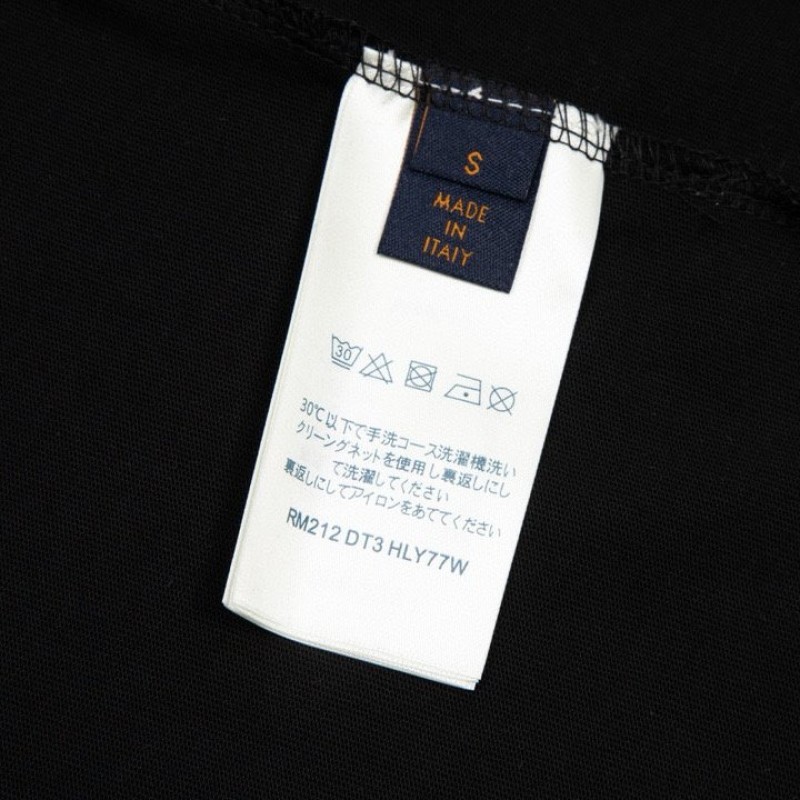 S
MADE
IN
ITAIY
30
30℃以下で手洗コース洗濯機洗い
クリーングネットを使用し裏返しにし
て洗濯してください
裏返しにしてアイロンをあててください
RM212 DT3 HLY77W